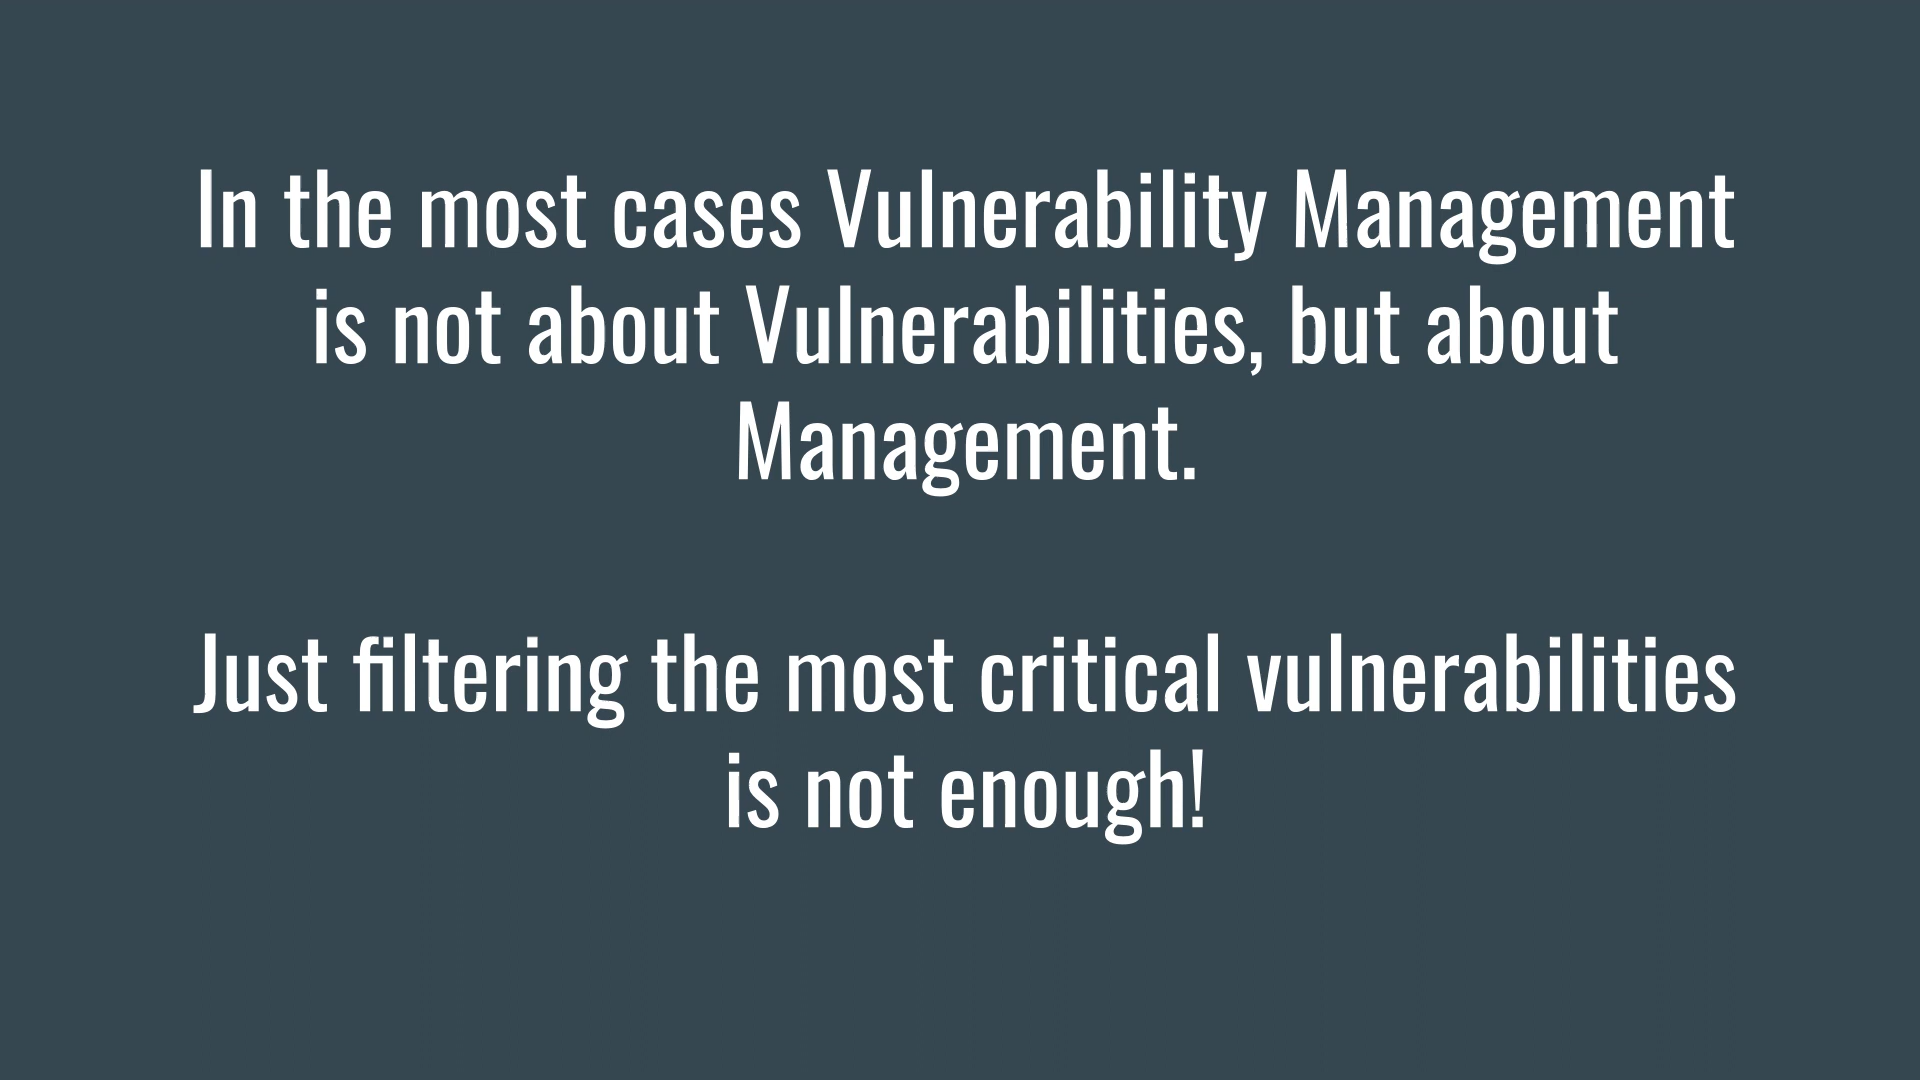 In the most cases Vulnerability Management
is not about Vulnerabilities, but about
Management.
Just filtering the most critical vulnerabilities
is not enough!